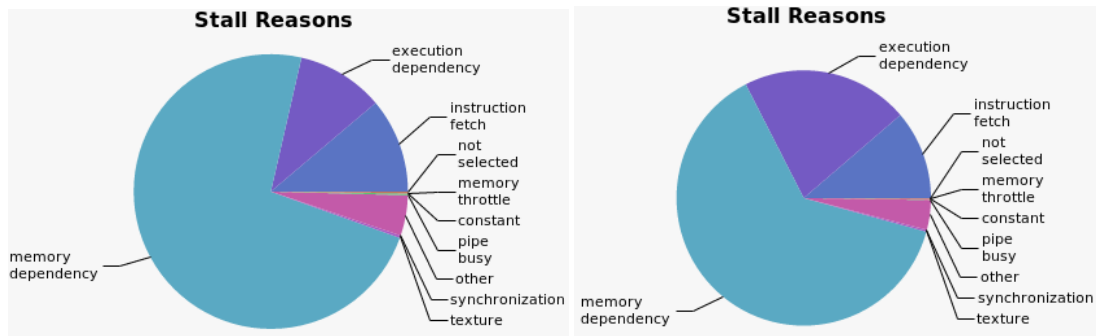 Stall Reasons
execution
dependency
instruction
fetch
not
selected
memory
throttle
constant
pipe
busy
other
synchronization
texture
memory
dependency
Stall Reasons
execution
dependency
instruction
fetch
not
selected
memory
throttle
constant
pipe
busy
other
synchronization
texture
memory
dependency